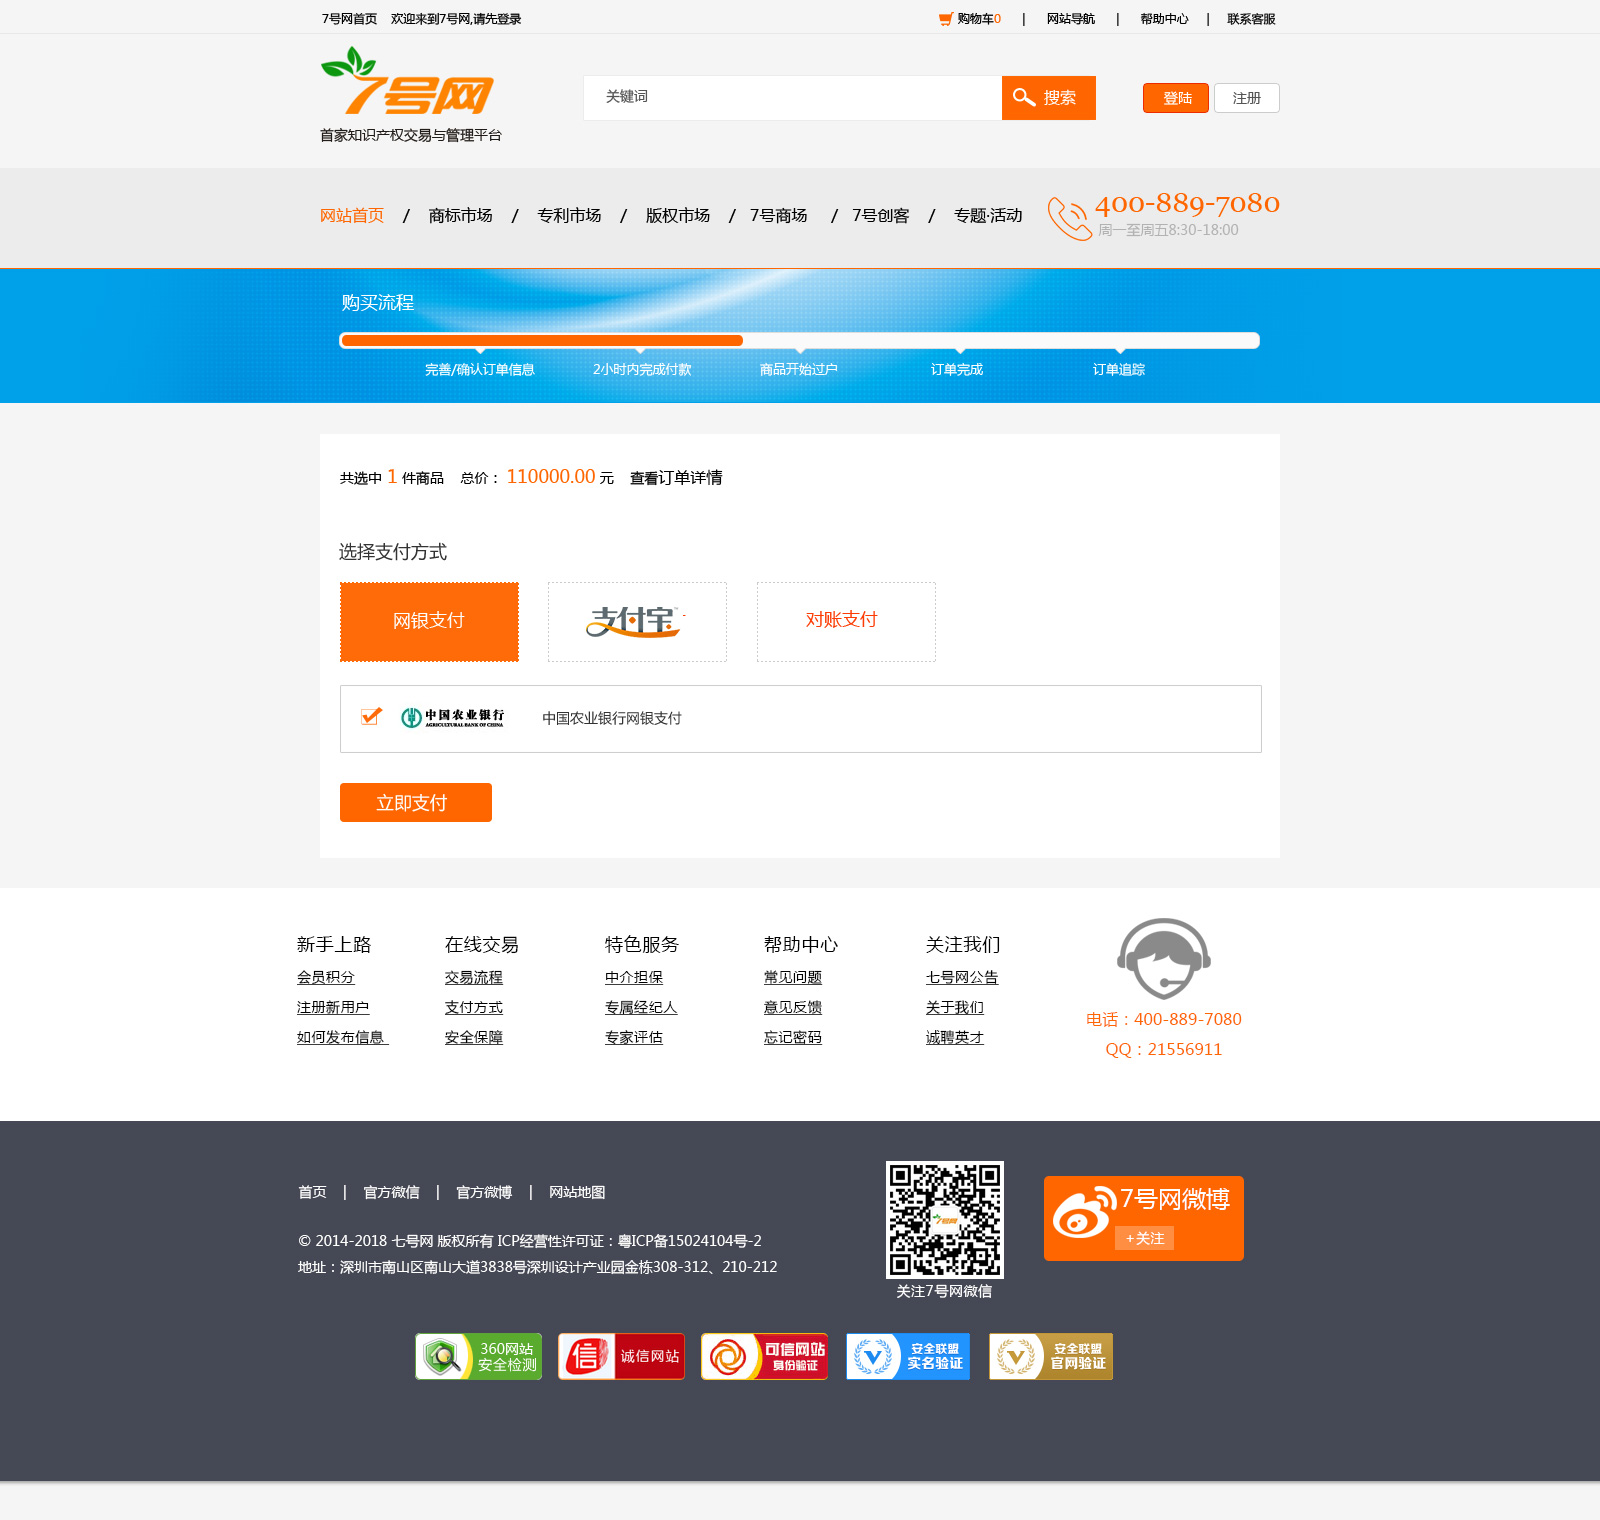 7号网首页 欢迎来到7号网,请先登录 购物车0 | 网站导航 | 帮助中心 | 联系客服
7号网
首家知识产权交易与管理平台
关键词 搜索 登陆 注册
网站首页 / 商标市场 / 专利市场 / 版权市场 / 7号商场 / 7号创客 / 专题·活动
400-889-7080
周一至周五8:30-18:00
购买流程
完善/确认订单信息 2小时内完成付款 商品开始过户 订单完成 订单追踪
共选中 1 件商品 总价： 110000.00 元 查看订单详情
选择支付方式
网银支付 支付宝 对账支付
中国农业银行
AGRICULTURAL BANK OF CHINA
中国农业银行网银支付
立即支付
新手上路 在线交易 特色服务 帮助中心 关注我们
会员积分 交易流程 中介担保 常见问题 七号网公告
注册新用户 支付方式 专属经纪人 意见反馈 关于我们
如何发布信息 安全保障 专家评估 忘记密码 诚聘英才
电话：400-889-7080
QQ：21556911
首页 | 官方微信 | 官方微博 | 网站地图
© 2014-2018 七号网 版权所有 ICP经营性许可证：粤ICP备15024104号-2
地址：深圳市南山区南山大道3838号深圳设计产业园金栋308-312、210-212
7号网
关注7号网微信
7号网微博
+关注
360网站
安全检测
信
诚信网站
可信网站
身份验证
安全联盟
实名验证
安全联盟
官网验证